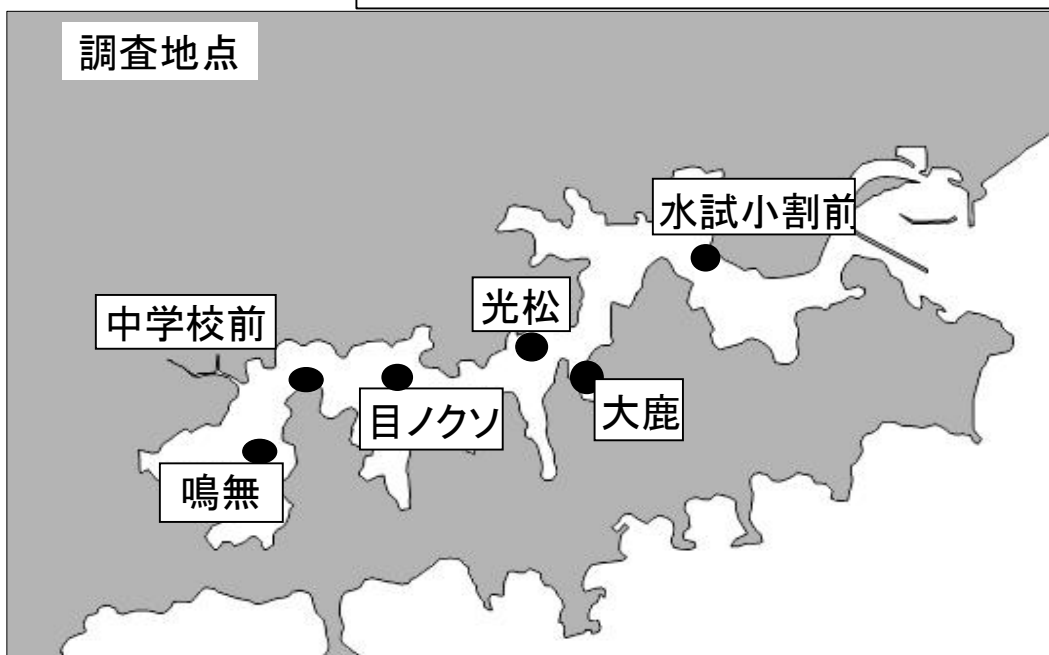 調査地点
水試小割前
光松
中学校前
目ノクソ
大鹿
鳴無